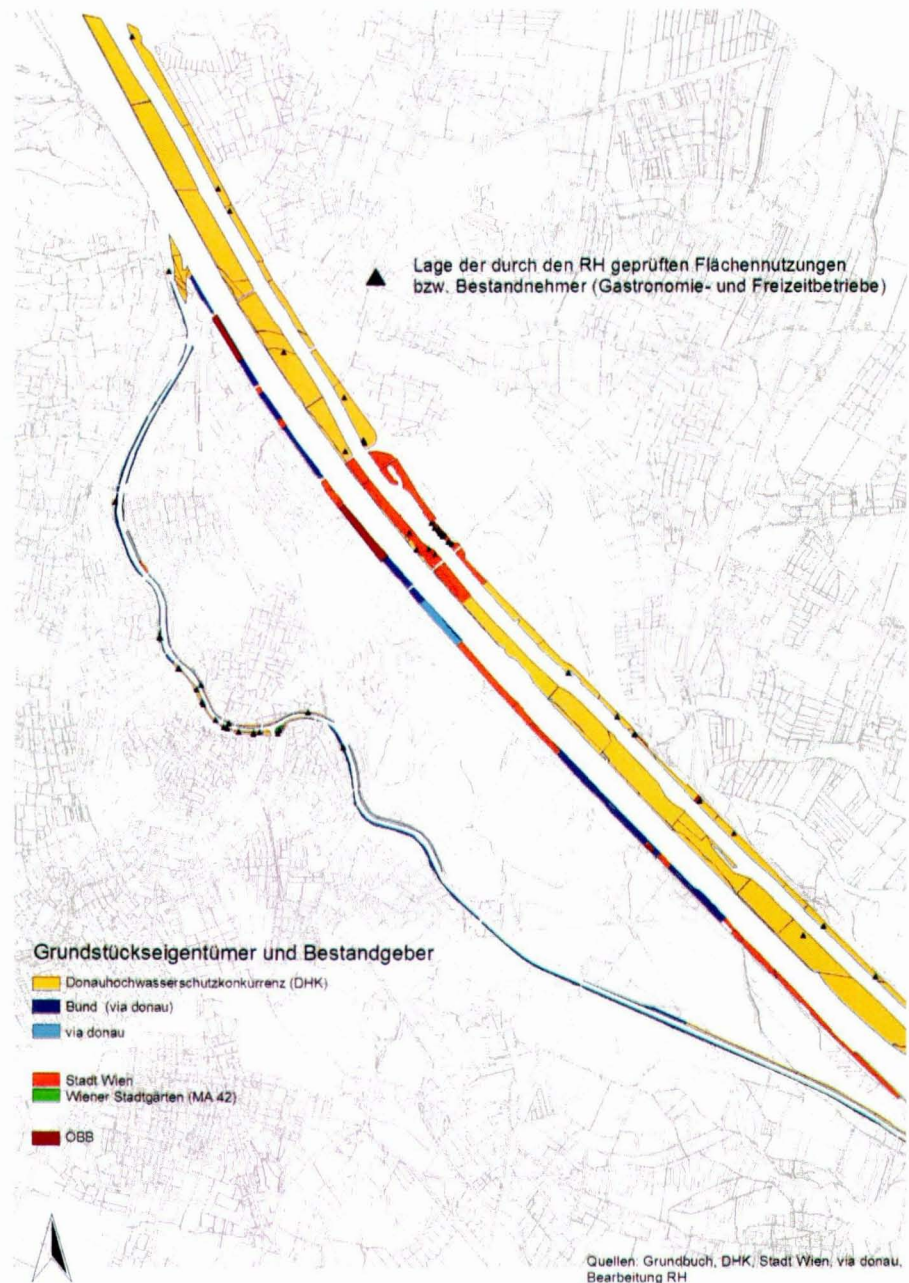 Lage der durch den RH geprüften Flächennutzungen
bzw. Bestandnehmer (Gastronomie- und Freizeitbetriebe)
Grundstückseigentümer und Bestandgeber
Donauhochwasserschutzkonkurrenz (DHK)
Bund (via donau)
via donau
Stadt Wien
Wiener Stadtgärten (MA 42)
ÖBB
Quellen: Grundbuch, DHK, Stadt Wien, via donau,
Bearbeitung RH